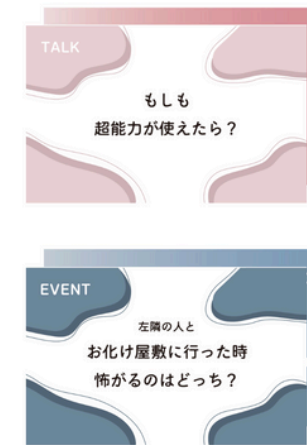 TALK
もしも
超能力が使えたら？
EVENT
左隣の人と
お化け屋敷に行った時
怖がるのはどっち？